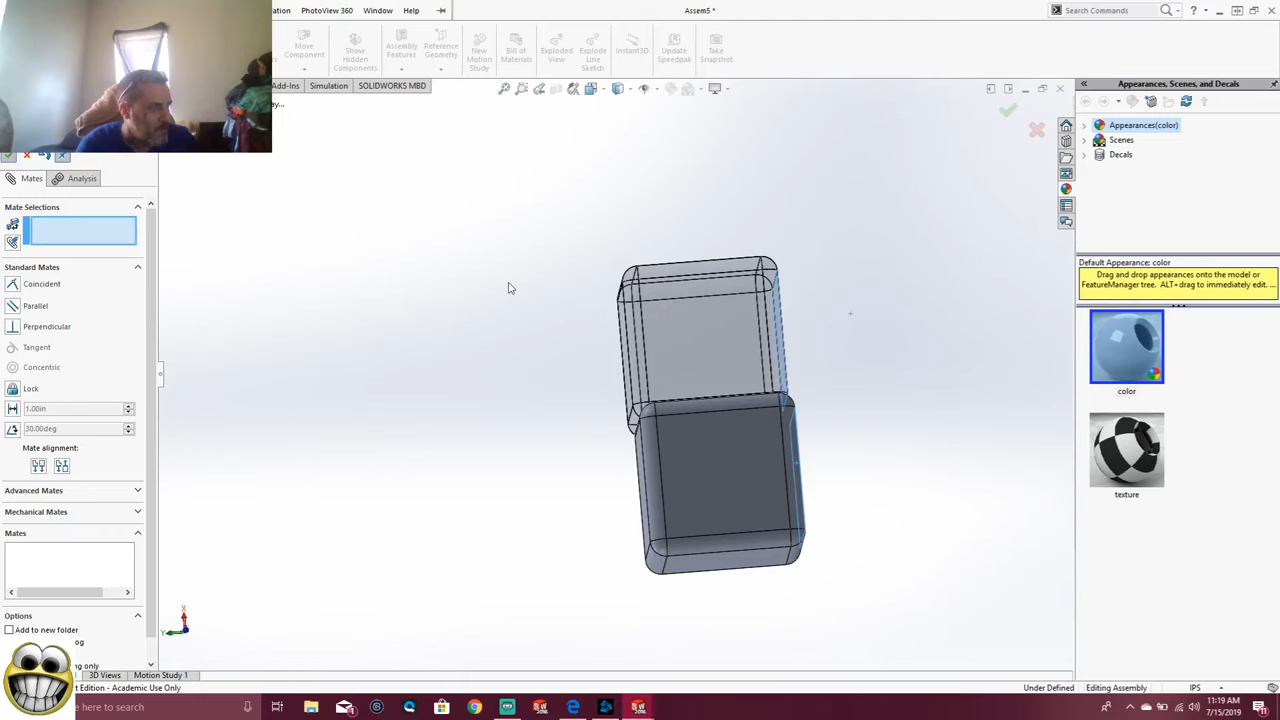 ation PhotoView 360 Window Help Assem5 * Search Commands
Move Component
Show Hidden Components
Assembly Features
Reference Geometry
New Motion Study
Bill of Materials
Exploded View
Explode Line Sketch
Instant3D
Update Speedpak
Take Snapshot
Add-Ins Simulation SOLIDWORKS MBD
ay...
Appearances, Scenes, and Decals
Appearances(color)
Scenes
Decals
Mates Analysis
Mate Selections
Standard Mates
Coincident
Parallel
Perpendicular
Tangent
Concentric
Lock
1.00in
30.00deg
Mate alignment:
Advanced Mates
Mechanical Mates
Mates
Options
Add to new folder
og
ng only
Default Appearance: color
Drag and drop appearances onto the model or
FeatureManager tree. ALT+drag to immediately edit. ...
color
texture
X
Y
3D Views Motion Study 1
t Edition - Academic Use Only Under Defined Editing Assembly IPS
here to search
11:19 AM
7/15/2019